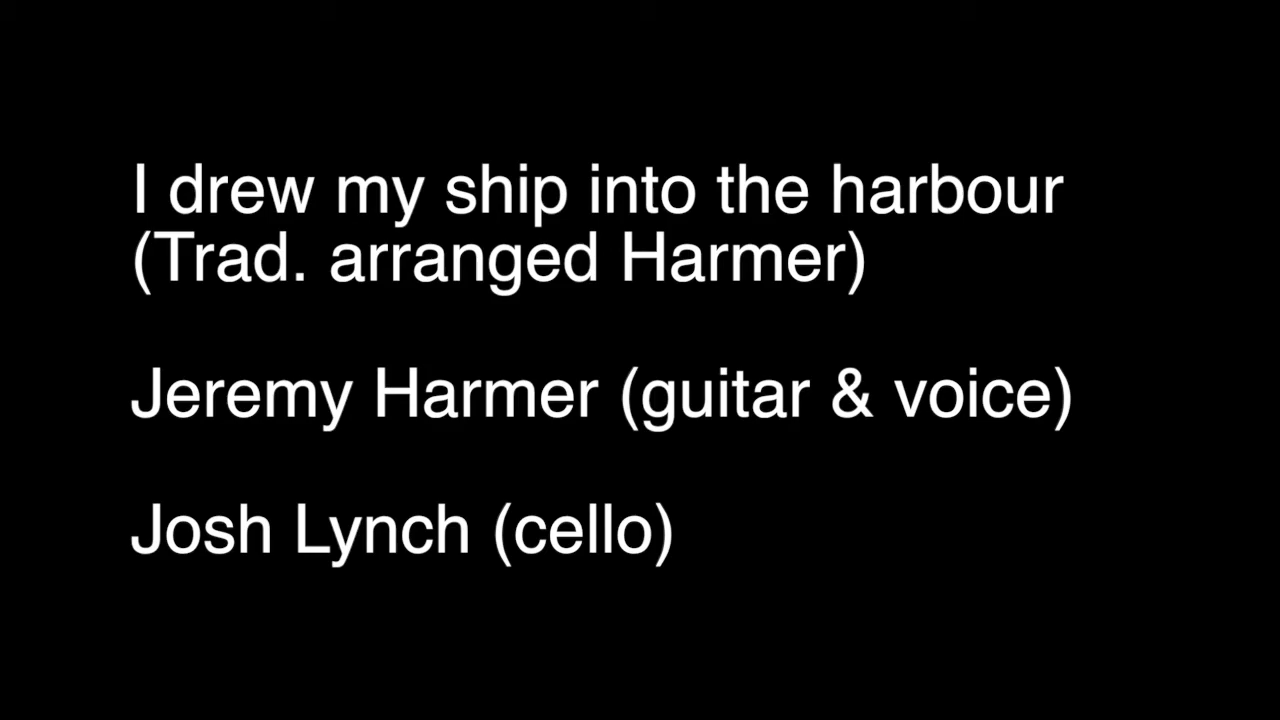 I drew my ship into the harbour
(Trad. arranged Harmer)
Jeremy Harmer (guitar & voice)
Josh Lynch (cello)